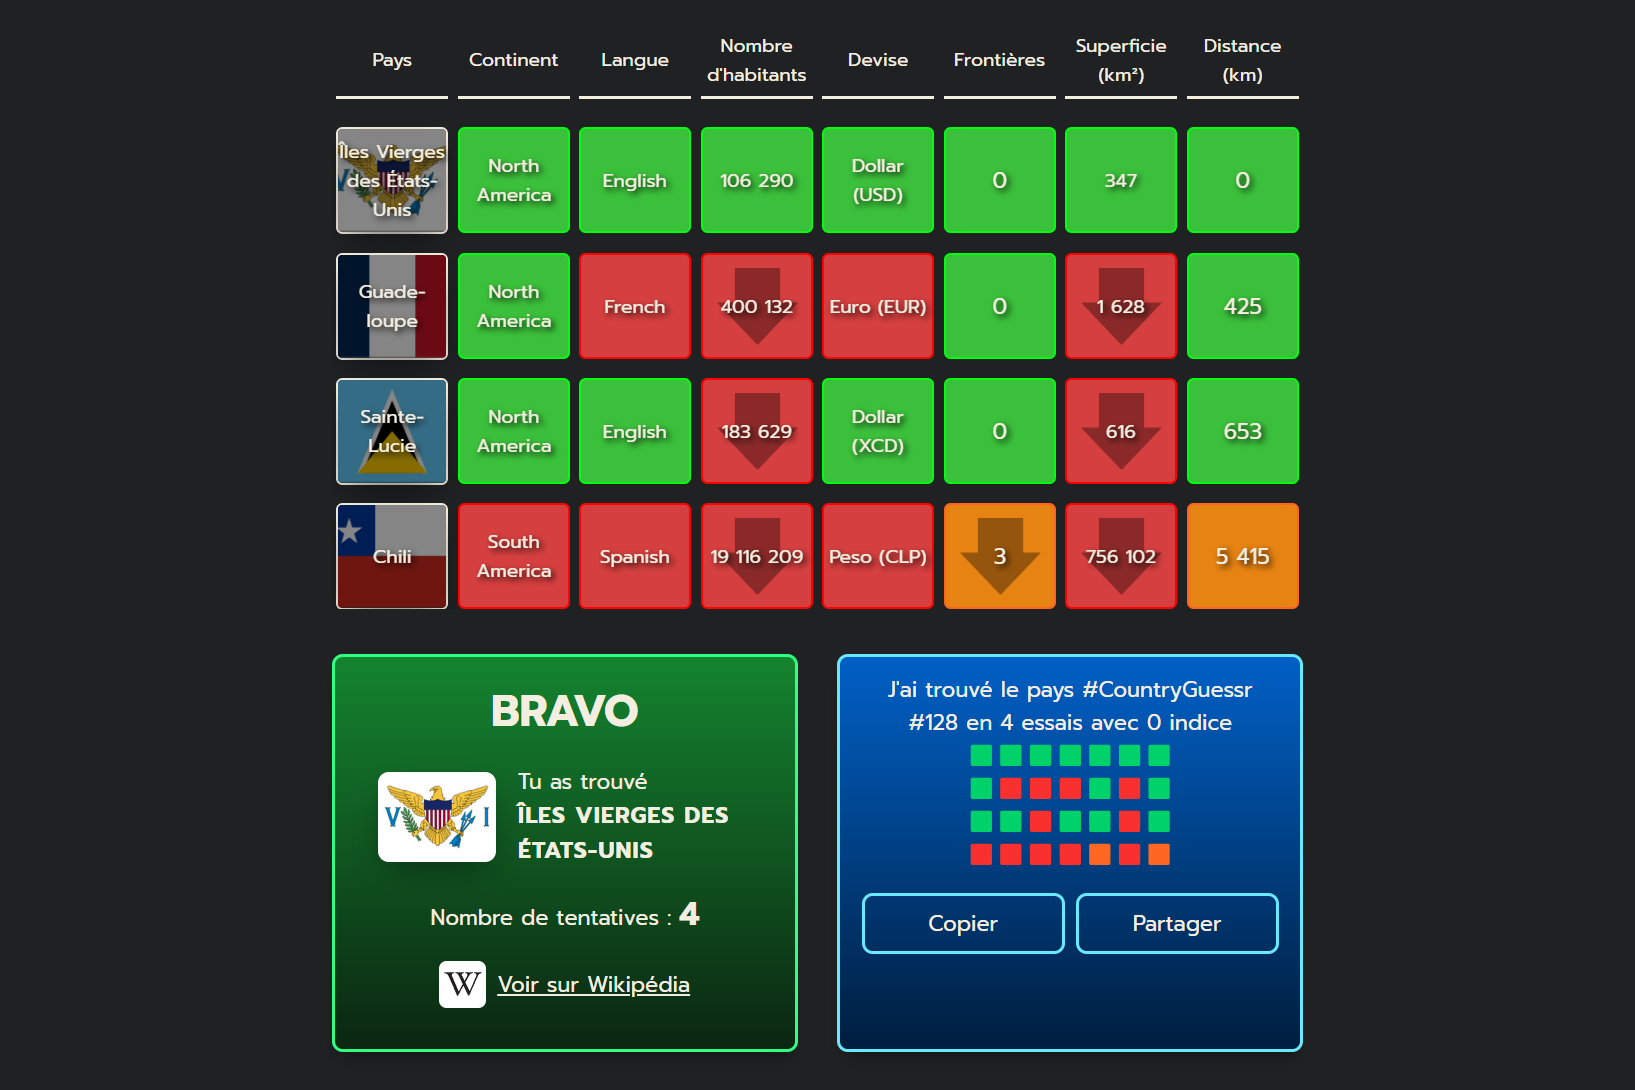 Pays
Continent
Langue
Nombre
d'habitants
Devise
Frontières
Superficie
(km²)
Distance
(km)
Îles Vierges
des États-
Unis
North
America
English
106 290
Dollar
(USD)
0
347
0
Guade-
loupe
North
America
French
400 132
Euro (EUR)
0
1 628
425
Sainte-
Lucie
North
America
English
183 629
Dollar
(XCD)
0
616
653
Chili
South
America
Spanish
19 116 209
Peso (CLP)
3
756 102
5 415
BRAVO
V I
Tu as trouvé
ÎLES VIERGES DES
ÉTATS-UNIS
Nombre de tentatives : 4
W Voir sur Wikipédia
J'ai trouvé le pays #CountryGuessr
#128 en 4 essais avec 0 indice
Copier
Partager